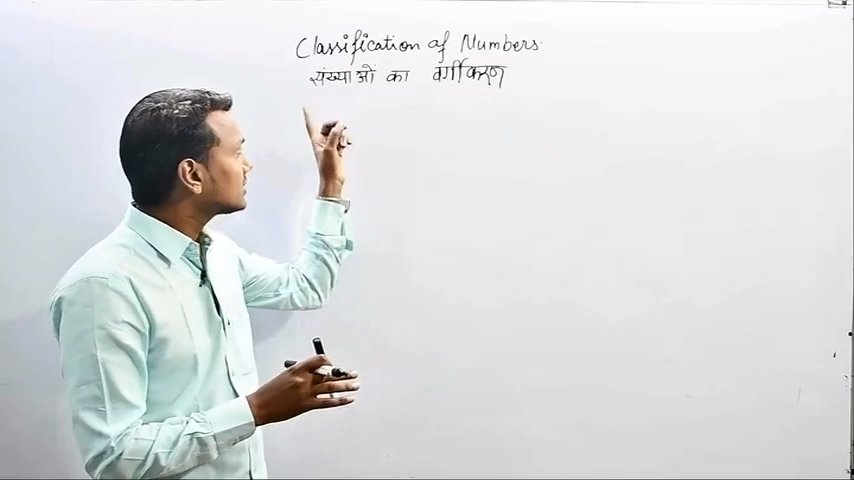 Classification of Numbers.
संख्याओं का वर्गीकरण